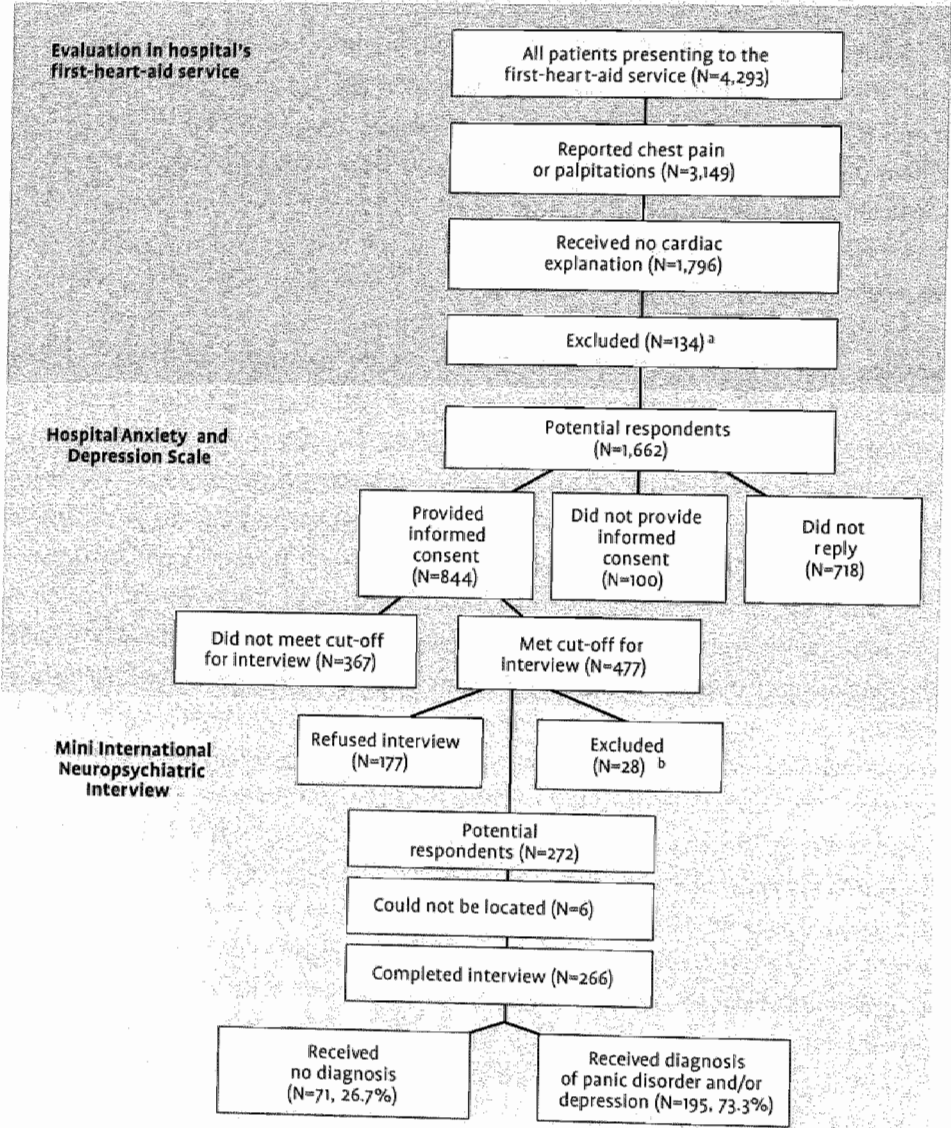 Evaluation in hospital's
first-heart-aid service
All patients presenting to the
first-heart-aid service (N=4,293)
Reported chest pain
or palpitations (N=3,149)
Received no cardiac
explanation (N=1,796)
Excluded (N=134) a
Hospital Anxiety and
Depression Scale
Potential respondents
(N=1,662)
Provided
informed
consent
(N=844)
Did not provide
informed
consent
(N=100)
Did not
reply
(N=718)
Did not meet cut-off
for interview (N=367)
Met cut-off for
interview (N=477)
Mini International
Neuropsychiatric
Interview
Refused interview
(N=177)
Excluded
(N=28) b
Potential
respondents (N=272)
Could not be located (N=6)
Completed interview (N=266)
Received
no diagnosis
(N=71, 26.7%)
Received diagnosis
of panic disorder and/or
depression (N=195, 73.3%)